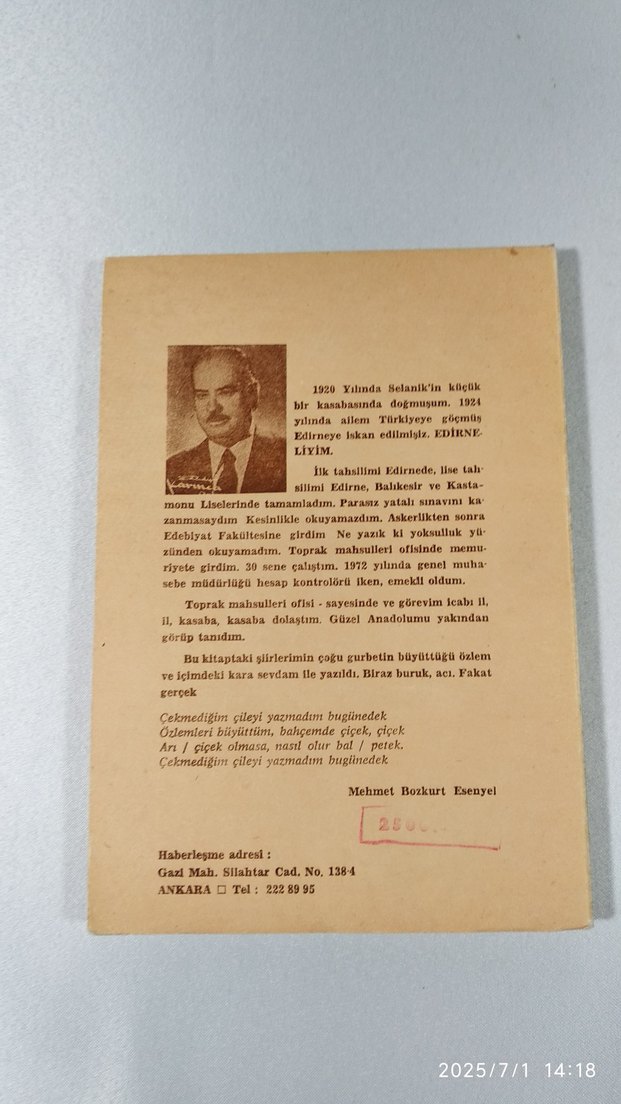 1920 Yılında Selanik'in küçük
bir kasabasında doğmuşum. 1924
yılında ailem Türkiyeye göçmüş
Edirneye iskan edilmişiz. EDİRNE-
LİYİM.
İlk tahsilimi Edirnede, lise tah-
silimi Edirne, Balıkesir ve Kasta-
monu Liselerinde tamamladım. Parasız yatalı sınavını ka-
zanmasaydım Kesinlikle okuyamazdım. Askerlikten sonra
Edebiyat Fakültesine girdim Ne yazık ki yoksulluk yü-
zünden okuyamadım. Toprak mahsulleri ofisinde memu-
riyete girdim. 30 sene çalıştım. 1972 yılında genel muha-
sebe müdürlüğü hesap kontrolörü iken, emekli oldum.
Toprak mahsulleri ofisi - sayesinde ve görevim icabı il,
il, kasaba, kasaba dolaştım. Güzel Anadolumu yakından
görüp tanıdım.
Bu kitaptaki şiirlerimin çoğu gurbetin büyüttüğü özlem
ve içimdeki kara sevdam ile yazıldı. Biraz buruk, acı. Fakat
gerçek
Çekmediğim çileyi yazmadım bugünedek
Özlemleri büyüttüm, bahçemde çiçek, çiçek
Arı / çiçek olmasa, nasıl olur bal / petek.
Çekmediğim çileyi yazmadım bugünedek
Mehmet Bozkurt Esenyel
Haberleşme adresi :
Gazi Mah. Silahtar Cad. No. 138-4
ANKARA □ Tel : 222 89 95
2025/7/1 14:18